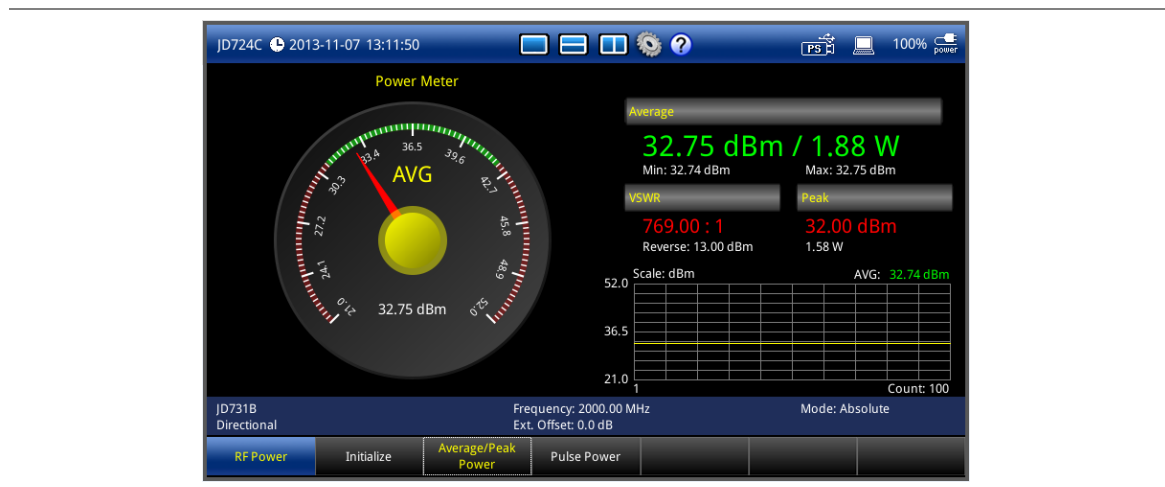 JD724C 2013-11-07 13:11:50
PS
100%
power
Power Meter
21.0
24.1
27.2
30.3
33.4
36.5
39.6
42.7
45.8
48.9
52.0
AVG
32.75 dBm
Average
32.75 dBm / 1.88 W
Min: 32.74 dBm Max: 32.75 dBm
VSWR Peak
769.00 : 1 32.00 dBm
Reverse: 13.00 dBm 1.58 W
Scale: dBm AVG: 32.74 dBm
52.0
36.5
21.0
1 Count: 100
JD731B Frequency: 2000.00 MHz Mode: Absolute
Directional Ext. Offset: 0.0 dB
RF Power Initialize Average/Peak Power Pulse Power